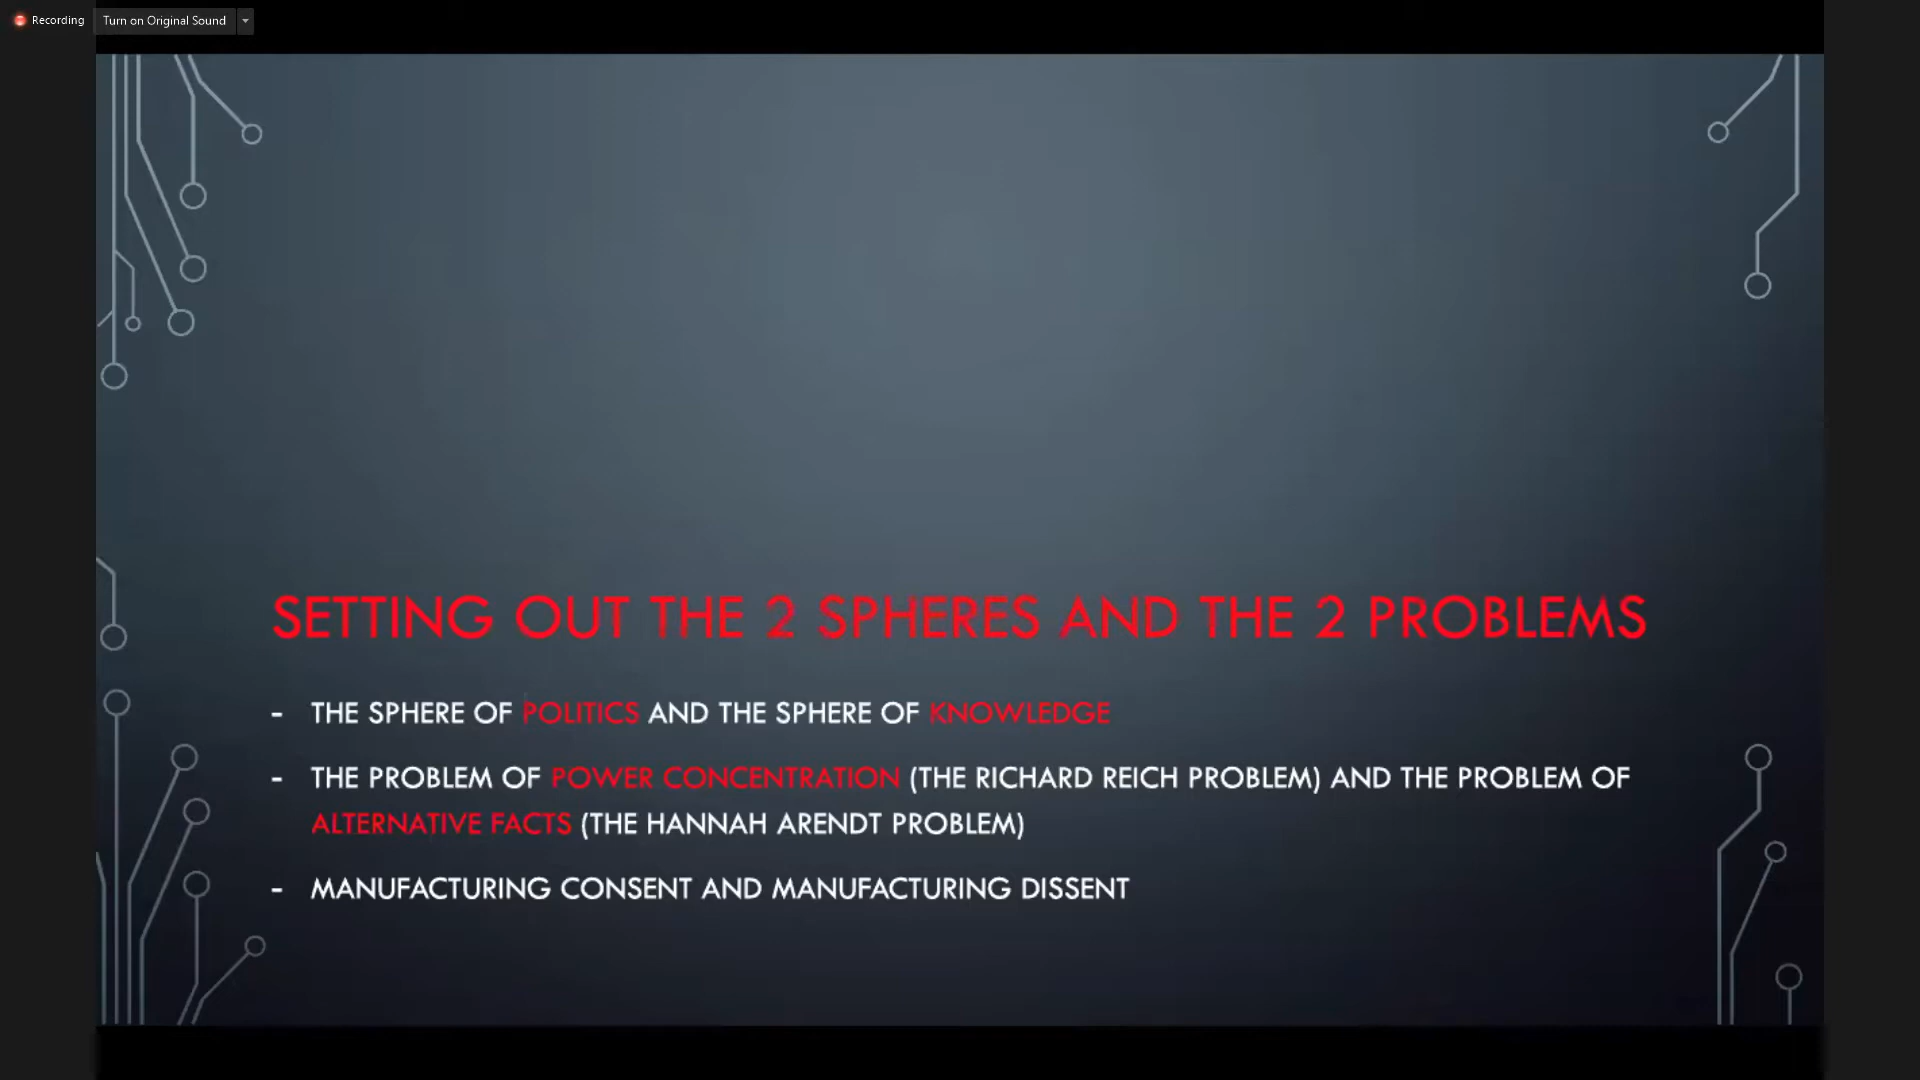 Recording
Turn on Original Sound
SETTING OUT THE 2 SPHERES AND THE 2 PROBLEMS
- THE SPHERE OF POLITICS AND THE SPHERE OF KNOWLEDGE
- THE PROBLEM OF POWER CONCENTRATION (THE RICHARD REICH PROBLEM) AND THE PROBLEM OF
ALTERNATIVE FACTS (THE HANNAH ARENDT PROBLEM)
- MANUFACTURING CONSENT AND MANUFACTURING DISSENT